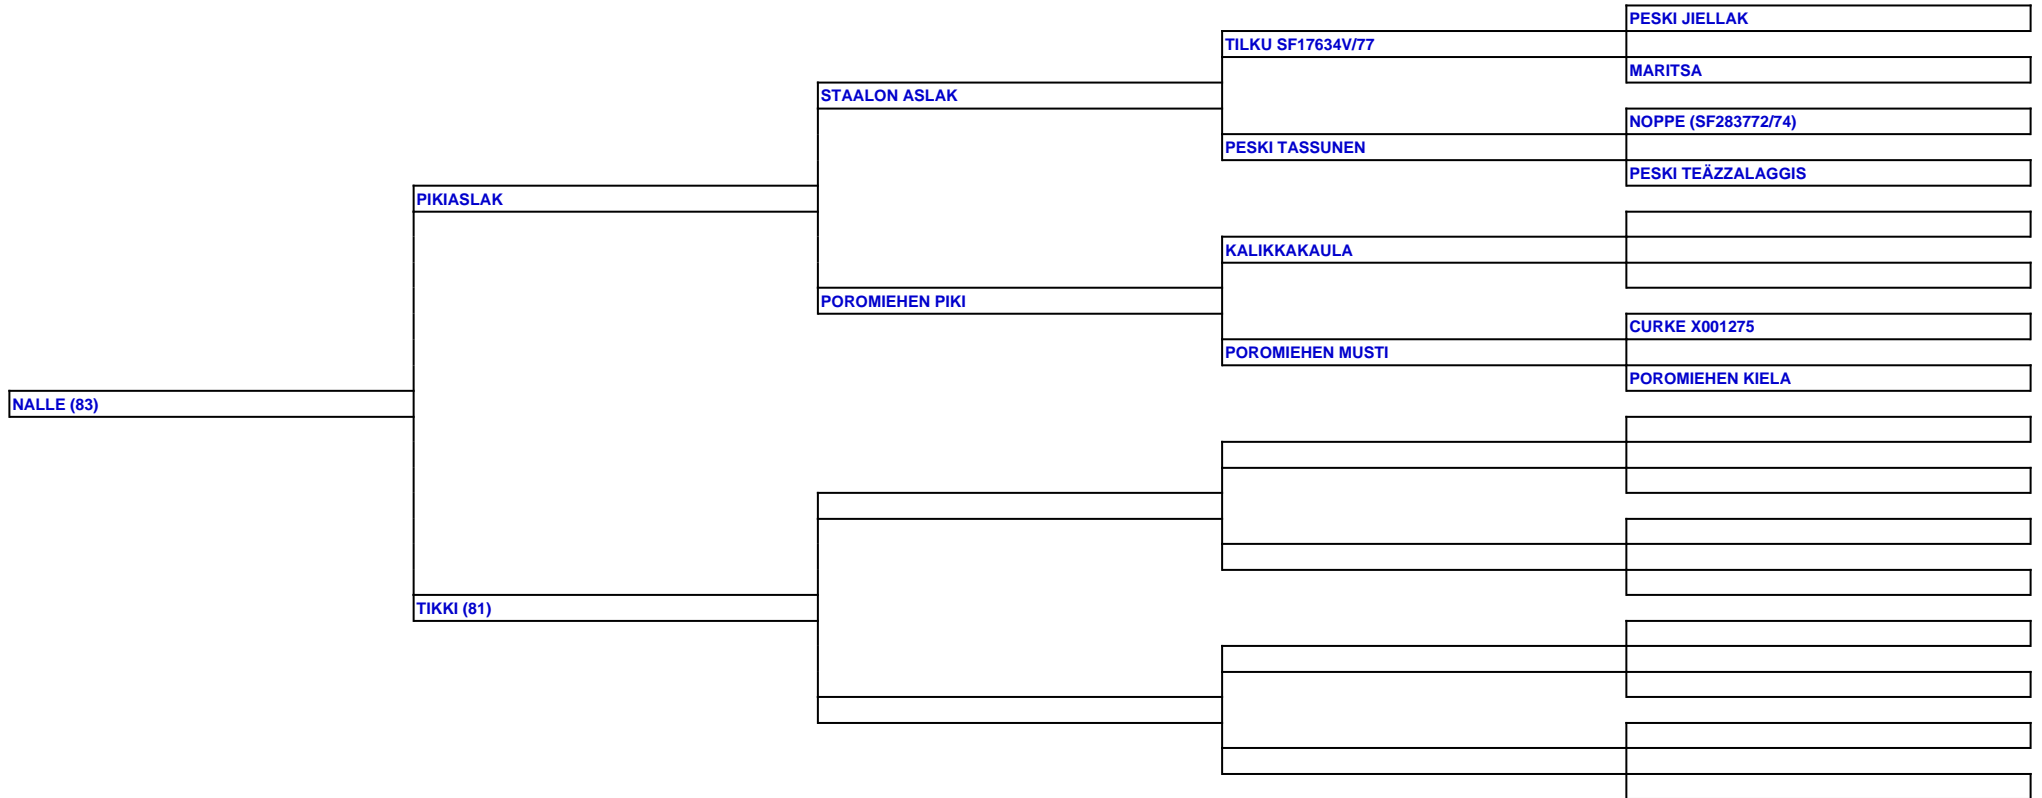 PESKI JIELLAK
TILKU SF17634V/77
MARITSA
STAALON ASLAK
NOPPE (SF283772/74)
PESKI TASSUNEN
PESKI TEÄZZALAGGIS
PIKIASLAK
KALIKKAKAULA
POROMIEHEN PIKI
CURKE X001275
POROMIEHEN MUSTI
POROMIEHEN KIELA
NALLE (83)
TIKKI (81)